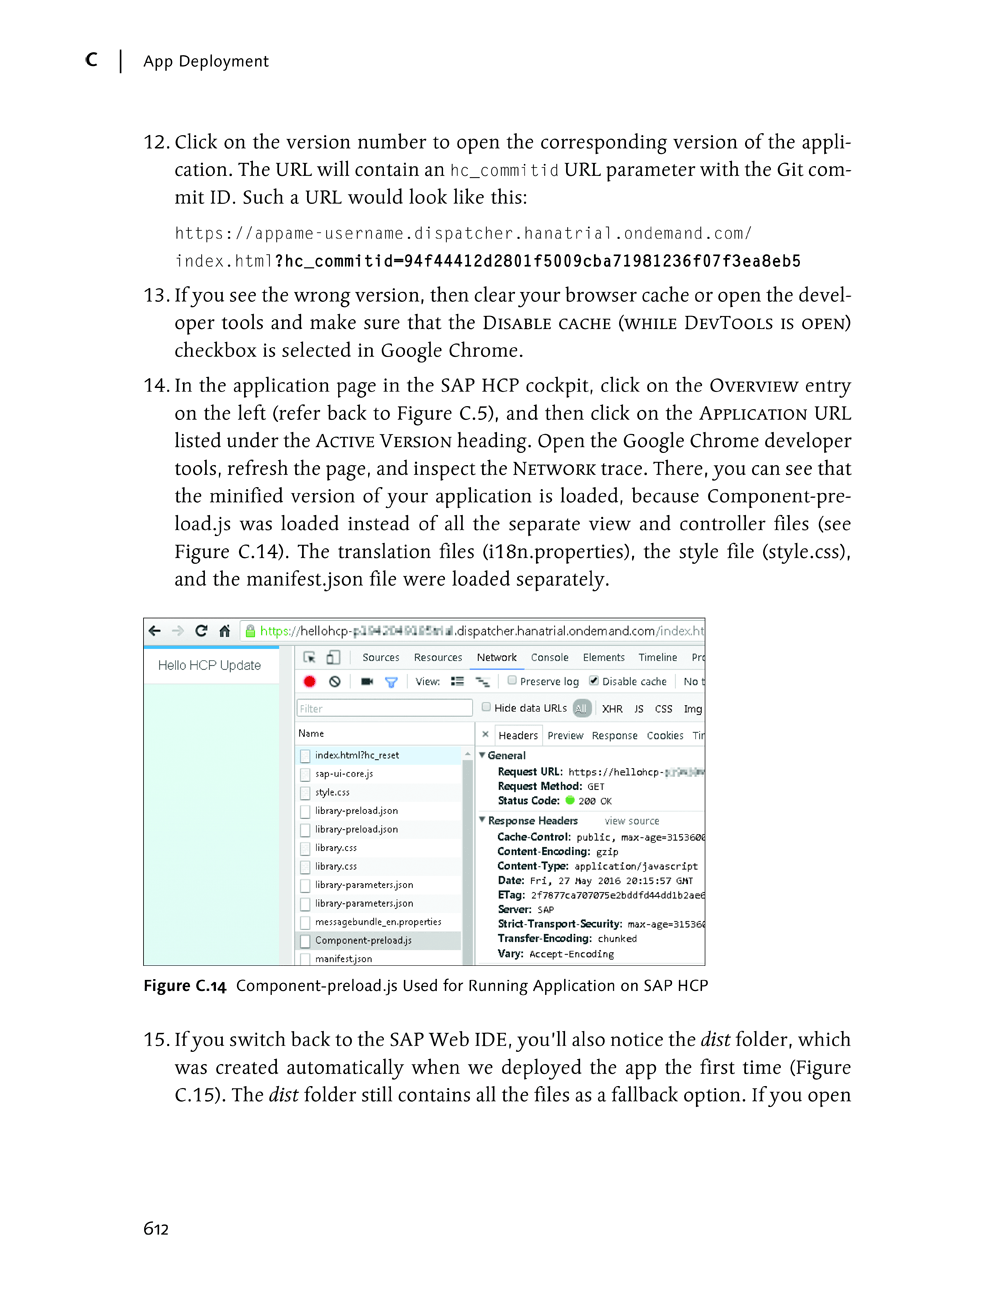 C | App Deployment
12. Click on the version number to open the corresponding version of the appli-
cation. The URL will contain an hc_commitid URL parameter with the Git com-
mit ID. Such a URL would look like this:
https://appame-username.dispatcher.hanatrial.ondemand.com/
index.html?hc_commitid=94f44412d2801f5009cba71981236f07f3ea8eb5
13. If you see the wrong version, then clear your browser cache or open the devel-
oper tools and make sure that the DISABLE CACHE (WHILE DEVTOOLS IS OPEN)
checkbox is selected in Google Chrome.
14. In the application page in the SAP HCP cockpit, click on the OVERVIEW entry
on the left (refer back to Figure C.5), and then click on the APPLICATION URL
listed under the ACTIVE VERSION heading. Open the Google Chrome developer
tools, refresh the page, and inspect the NETWORK trace. There, you can see that
the minified version of your application is loaded, because Component-pre-
load.js was loaded instead of all the separate view and controller files (see
Figure C.14). The translation files (i18n.properties), the style file (style.css),
and the manifest.json file were loaded separately.
https://hellohcp- .dispatcher.hanatrial.ondemand.com/index.ht
Hello HCP Update
Sources Resources Network Console Elements Timeline Pro
View: Preserve log Disable cache No t
Filter
Hide data URLs All XHR JS CSS Img
Name
× Headers Preview Response Cookies Tim
index.html?hc_reset
sap-ui-core.js
style.css
library-preload.json
library-preload.json
library.css
library.css
library-parameters.json
library-parameters.json
messagebundle_en.properties
Component-preload.js
manifest.json
General
Request URL: https://hellohcp-
Request Method: GET
Status Code: 200 OK
Response Headers view source
Cache-Control: public, max-age=3153600
Content-Encoding: gzip
Content-Type: application/javascript
Date: Fri, 27 May 2016 20:15:57 GMT
ETag: 2f7877ca707075e2bddfd44dd1b2ae6
Server: SAP
Strict-Transport-Security: max-age=315360
Transfer-Encoding: chunked
Vary: Accept-Encoding
Figure C.14 Component-preload.js Used for Running Application on SAP HCP
15. If you switch back to the SAP Web IDE, you'll also notice the dist folder, which
was created automatically when we deployed the app the first time (Figure
C.15). The dist folder still contains all the files as a fallback option. If you open
612